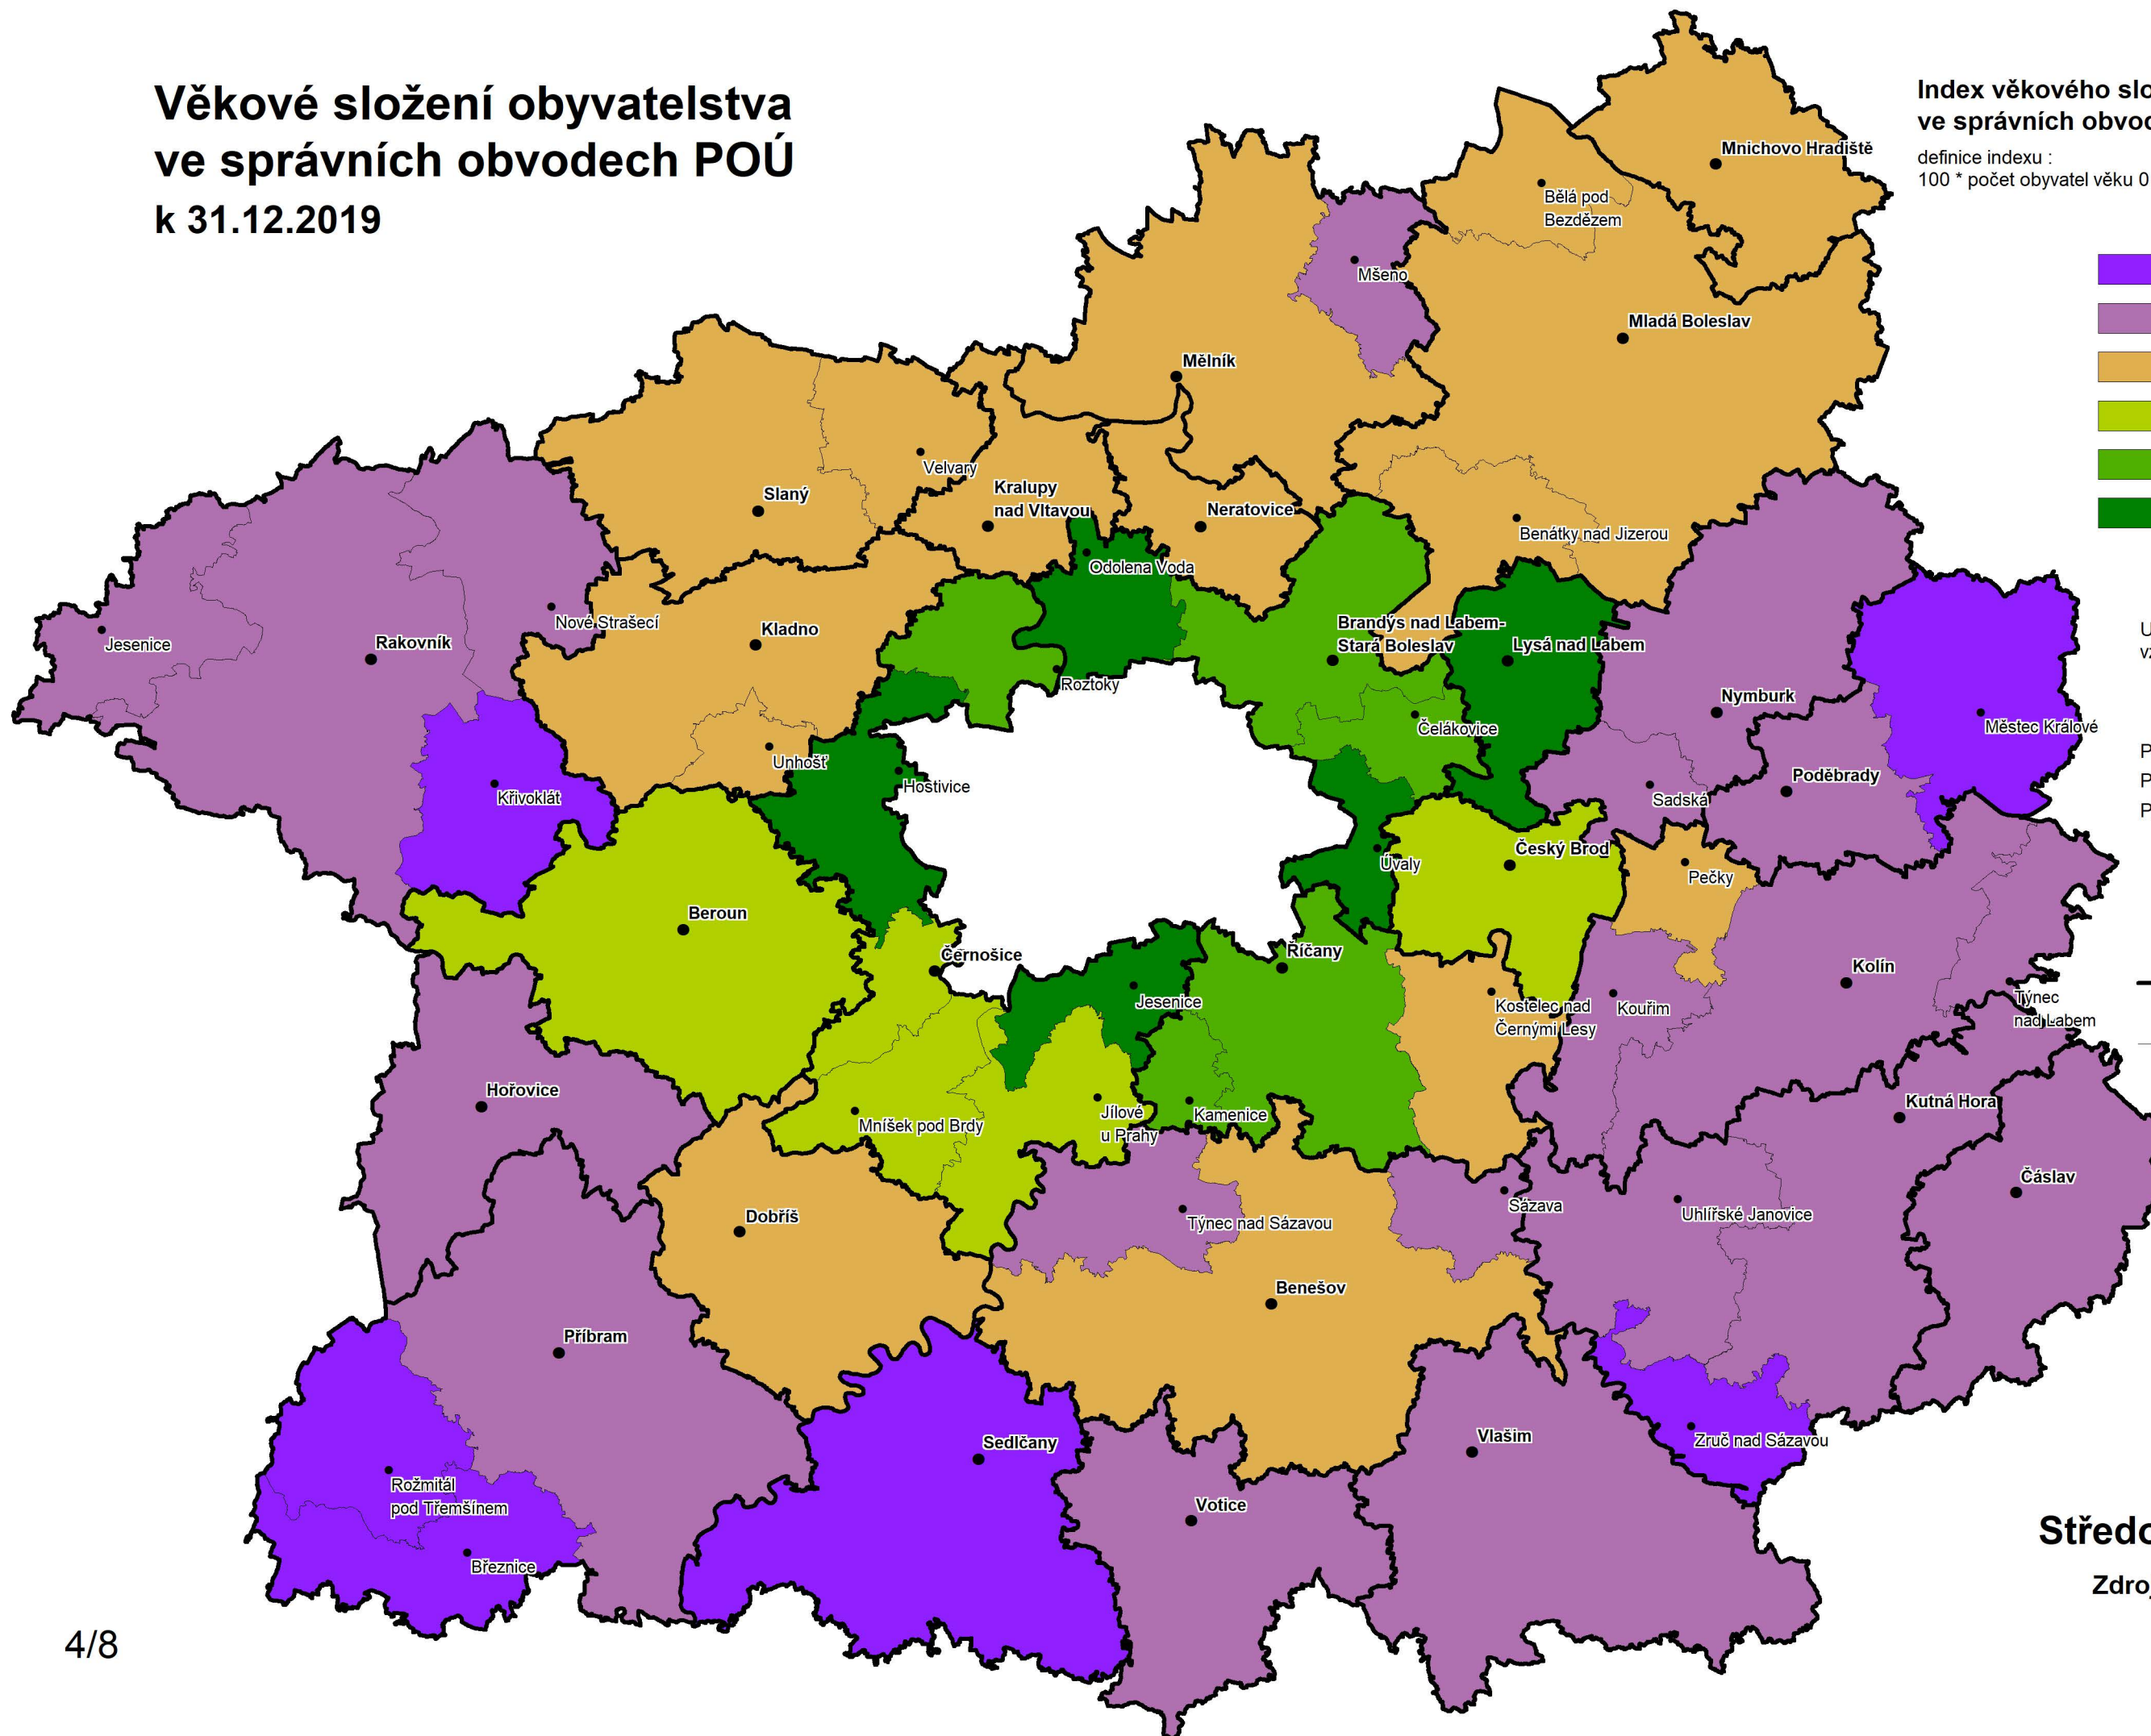 Věkové složení obyvatelstva
ve správních obvodech POÚ
k 31.12.2019
Index věkového slo
ve správních obvod
definice indexu :
100 * počet obyvatel věku 0
Mnichovo Hradiště
Bělá pod
Bezdězem
Mšeno
Mladá Boleslav
Mělník
Velvary
Slaný
Kralupy
nad Vltavou
Neratovice
Benátky nad Jizerou
Odolena Voda
Nové Strašecí
Kladno
Brandýs nad Labem-
Stará Boleslav
Lysá nad Labem
Jesenice
Rakovník
Roztoky
Nymburk
Čelákovice
Městec Králové
Unhošť
Hostivice
Křivoklát
Sadská
Poděbrady
Český Brod
Úvaly
Pečky
Beroun
Černošice
Říčany
Kolín
Jesenice
Kostelec nad
Černými Lesy
Kouřim
Týnec
nad Labem
Hořovice
Mníšek pod Brdy
Jílové
u Prahy
Kamenice
Kutná Hora
Čáslav
Dobříš
Týnec nad Sázavou
Sázava
Uhlířské Janovice
Benešov
Příbram
Sedlčany
Vlašim
Zruč nad Sázavou
Rožmitál
pod Třemšínem
Votice
Březnice
U
vz
P
P
P
Středo
Zdroj
4/8